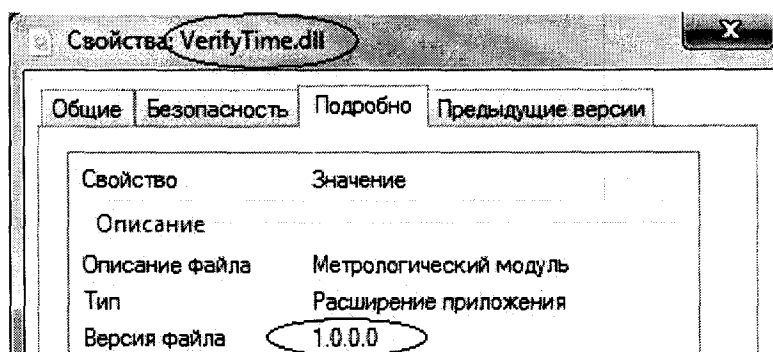 Свойства: VerifyTime.dll
Общие Безопасность Подробно Предыдущие версии
Свойство Значение
Описание
Описание файла Метрологический модуль
Тип Расширение приложения
Версия файла 1.0.0.0